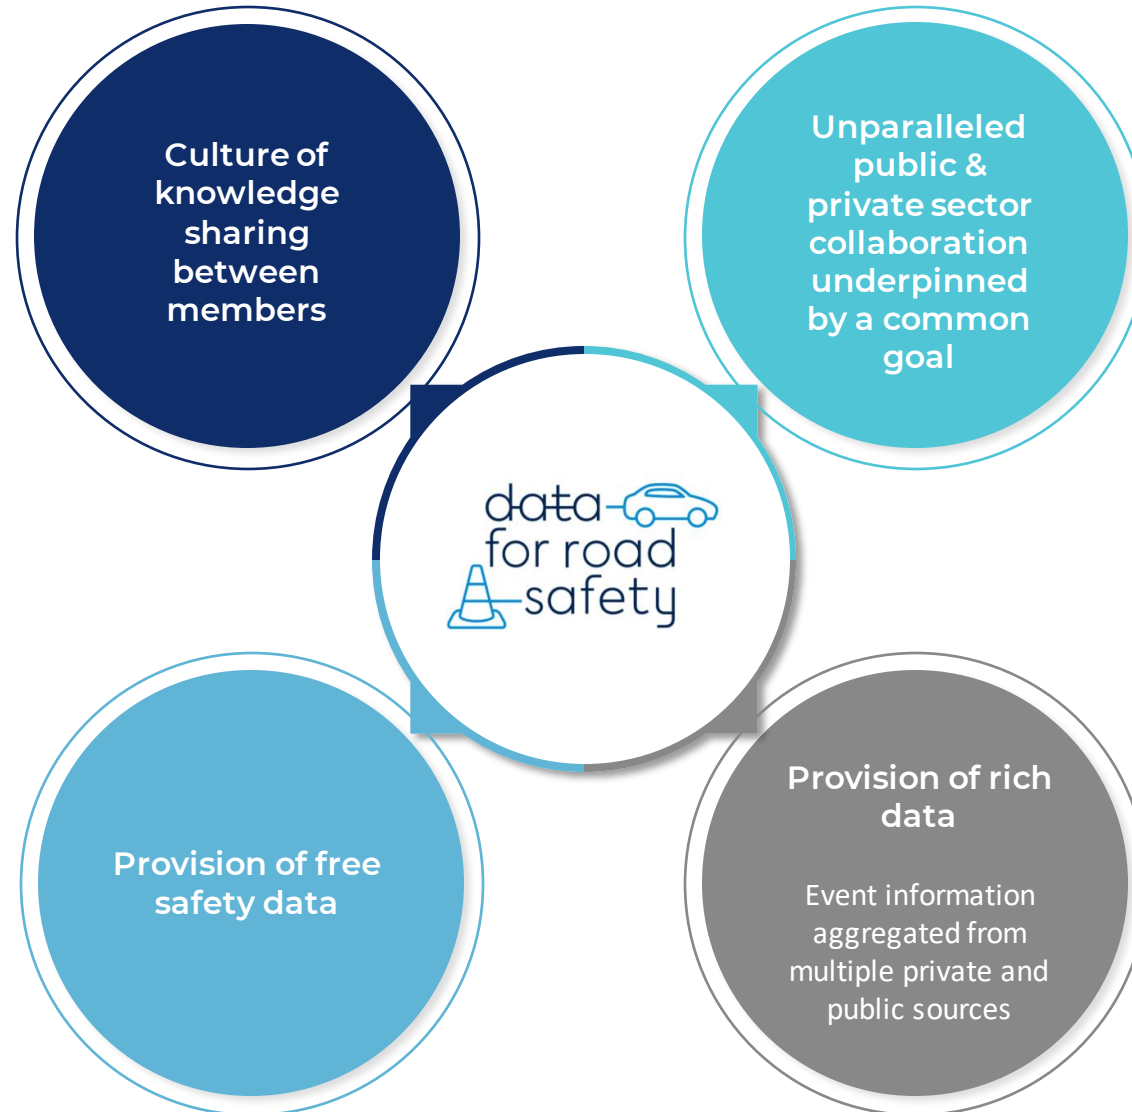 Culture of
knowledge
sharing
between
members
Unparalleled
public &
private sector
collaboration
underpinned
by a common
goal
data
for road
safety
Provision of free
safety data
Provision of rich
data
Event information
aggregated from
multiple private and
public sources